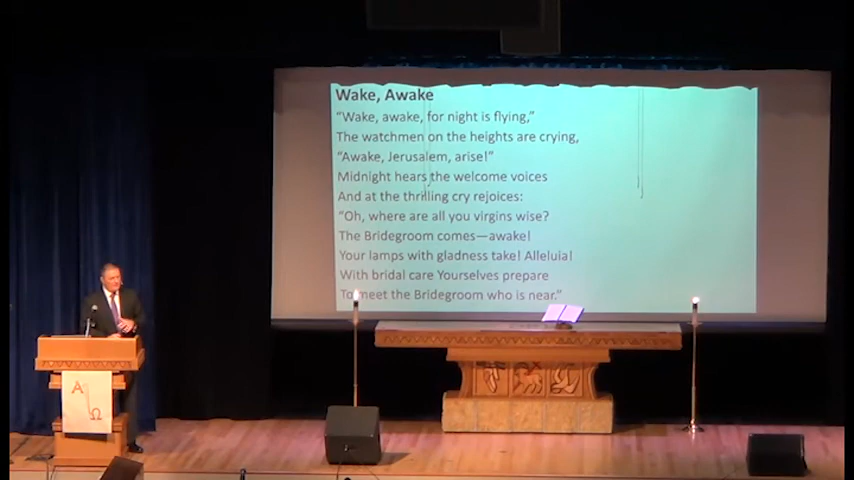 Wake, Awake
“Wake, awake, for night is flying,”
The watchmen on the heights are crying,
“Awake, Jerusalem, arise!”
Midnight hears the welcome voices
And at the thrilling cry rejoices:
“Oh, where are all you virgins wise?
The Bridegroom comes—awake!
Your lamps with gladness take! Alleluia!
With bridal care Yourselves prepare
To meet the Bridegroom who is near.”
Α
Ω